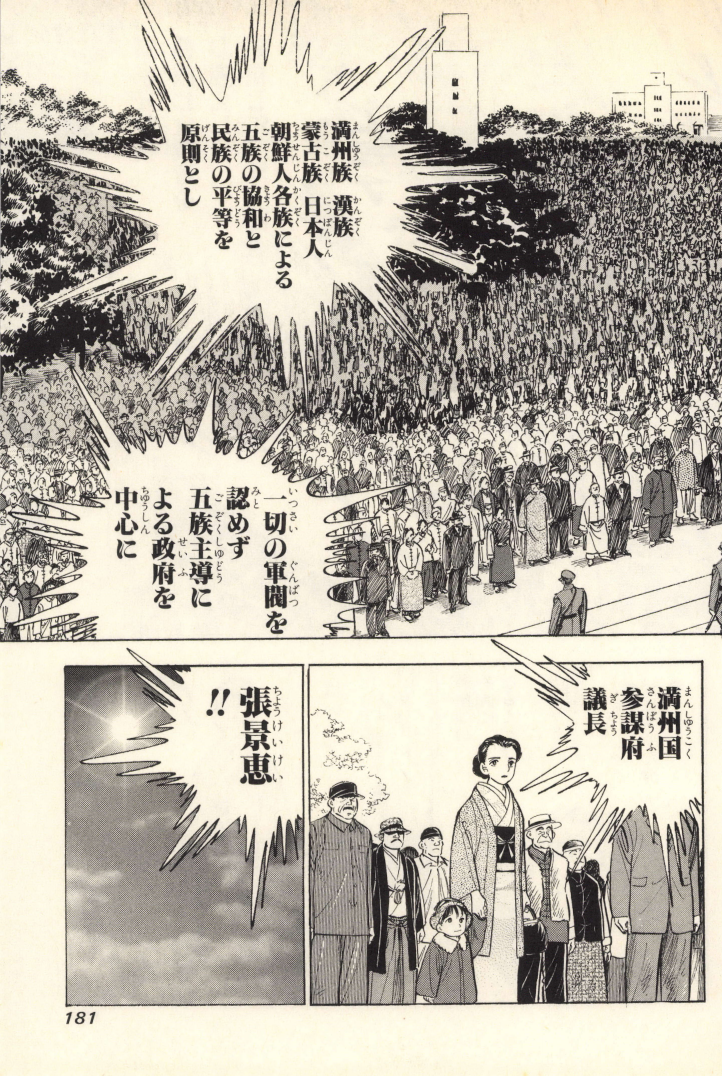 満州族 漢族
蒙古族 日本人
朝鮮人各族による
五族の協和と
民族の平等を
原則とし
一切の軍閥を
認めず
五族主導に
よる政府を
中心に
満州国
参謀府
議長
張景恵
!!
181